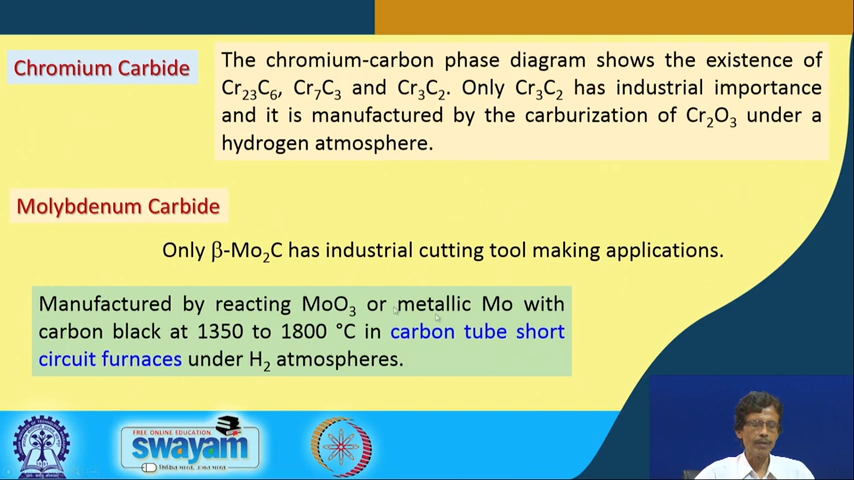 Chromium Carbide
The chromium-carbon phase diagram shows the existence of
Cr₂₃C₆, Cr₇C₃ and Cr₃C₂. Only Cr₃C₂ has industrial importance
and it is manufactured by the carburization of Cr₂O₃ under a
hydrogen atmosphere.
Molybdenum Carbide
Only β-Mo₂C has industrial cutting tool making applications.
Manufactured by reacting MoO₃ or metallic Mo with
carbon black at 1350 to 1800 °C in carbon tube short
circuit furnaces under H₂ atmospheres.
FREE ONLINE EDUCATION
swayam